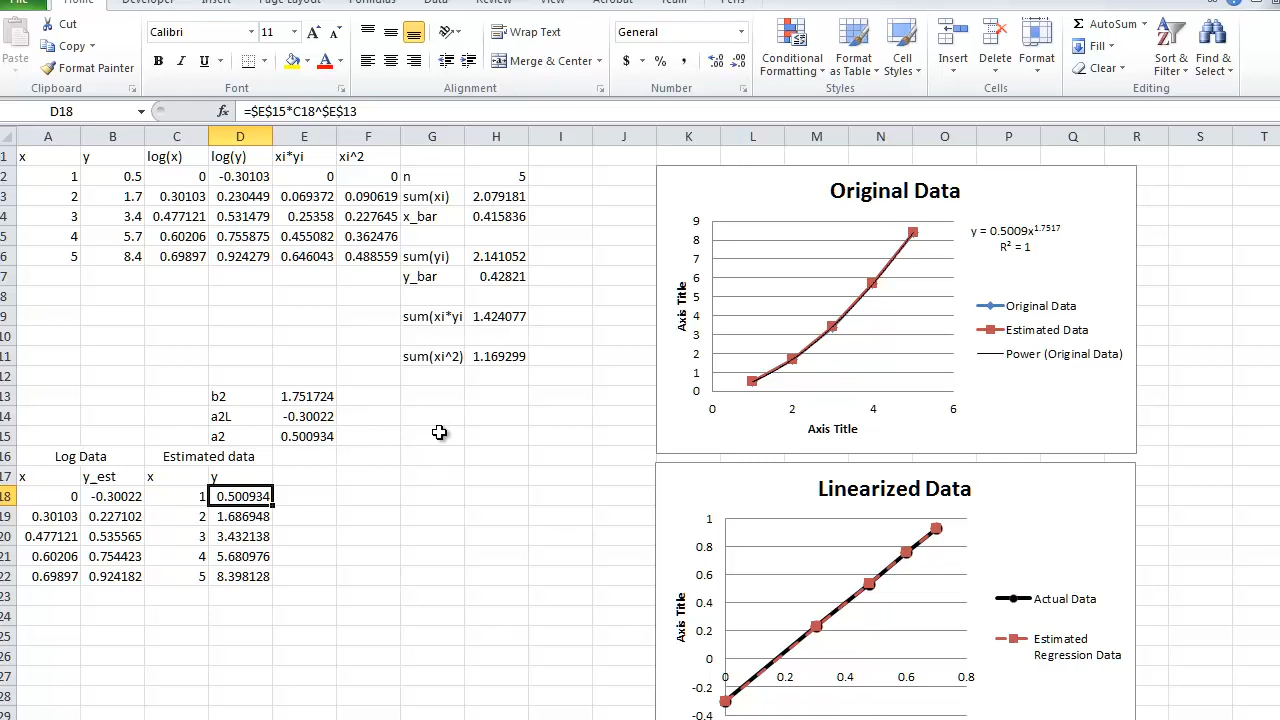 File Home Developer Insert Page Layout Formulas Data Review View Acrobat Team Pens
Cut Calibri 11 Wrap Text General AutoSum
Paste Copy Conditional Formatting Format as Table Cell Styles Insert Delete Format Fill Sort & Filter Find & Select
Format Painter B I U Merge & Center $ % , Clear
Clipboard Font Alignment Number Styles Cells Editing
D18 fx =$E$15*C18^$E$13
A B C D E F G H I J K L M N O P Q R S T
1 x y log(x) log(y) xi*yi xi^2
2 1 0.5 0 -0.30103 0 0 n 5
3 2 1.7 0.30103 0.230449 0.069372 0.090619 sum(xi) 2.079181
4 3 3.4 0.477121 0.531479 0.25358 0.227645 x_bar 0.415836
5 4 5.7 0.60206 0.755875 0.455082 0.362476
6 5 8.4 0.69897 0.924279 0.646043 0.488559 sum(yi) 2.141052
7 y_bar 0.42821
8
9 sum(xi*yi 1.424077
10
11 sum(xi^2) 1.169299
12
13 b2 1.751724
14 a2L -0.30022
15 a2 0.500934
16 Log Data Estimated data
17 x y_est x y
18 0 -0.30022 1 0.500934
19 0.30103 0.227102 2 1.686948
20 0.477121 0.535565 3 3.432138
21 0.60206 0.754423 4 5.680976
22 0.69897 0.924182 5 8.398128
23
24
25
26
27
28
29
Original Data
9
8
7
6
5
4
3
2
1
0
0 2 4 6
Axis Title
Axis Title
y = 0.5009x^1.7517
R² = 1
Original Data
Estimated Data
Power (Original Data)
Linearized Data
1
0.8
0.6
0.4
0.2
0
-0.2
-0.4
0 0.2 0.4 0.6 0.8
Axis Title
Actual Data
Estimated
Regression Data